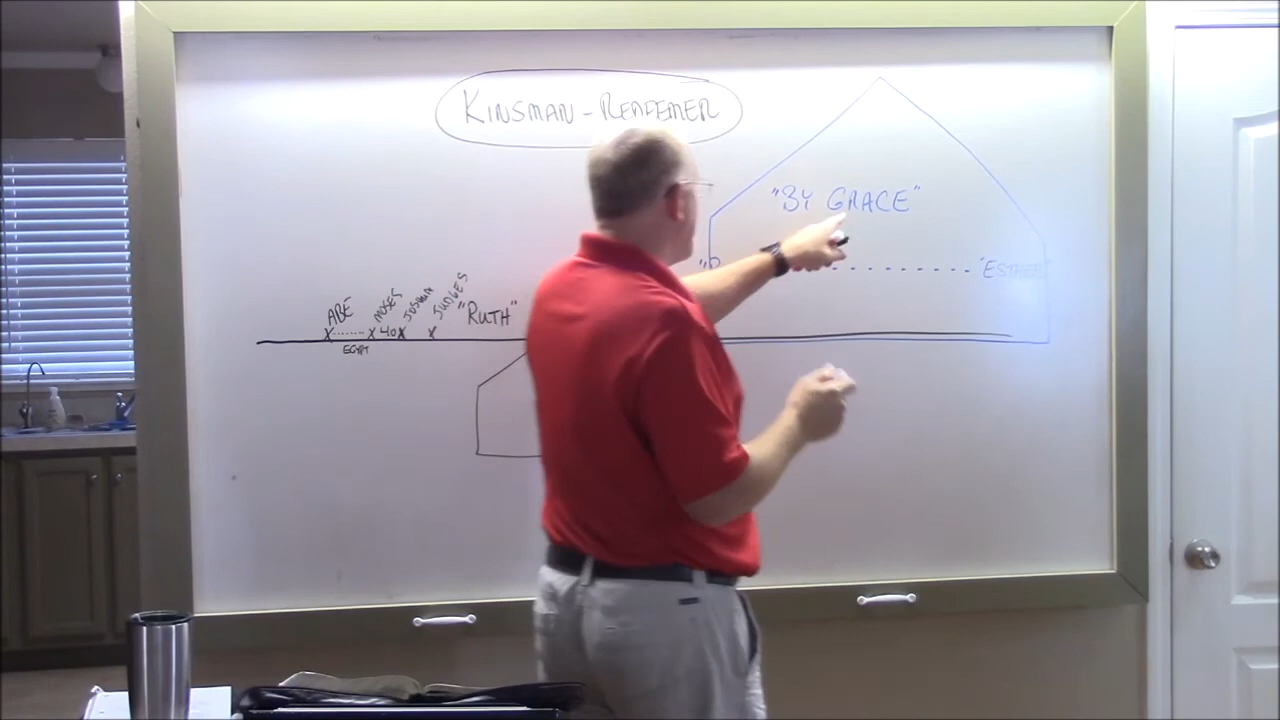 KINSMAN - REDEEMER
"BY GRACE"
"ESTHER"
ABE
MOSES
JOSHUA
JUDGES
"RUTH"
40
EGYPT